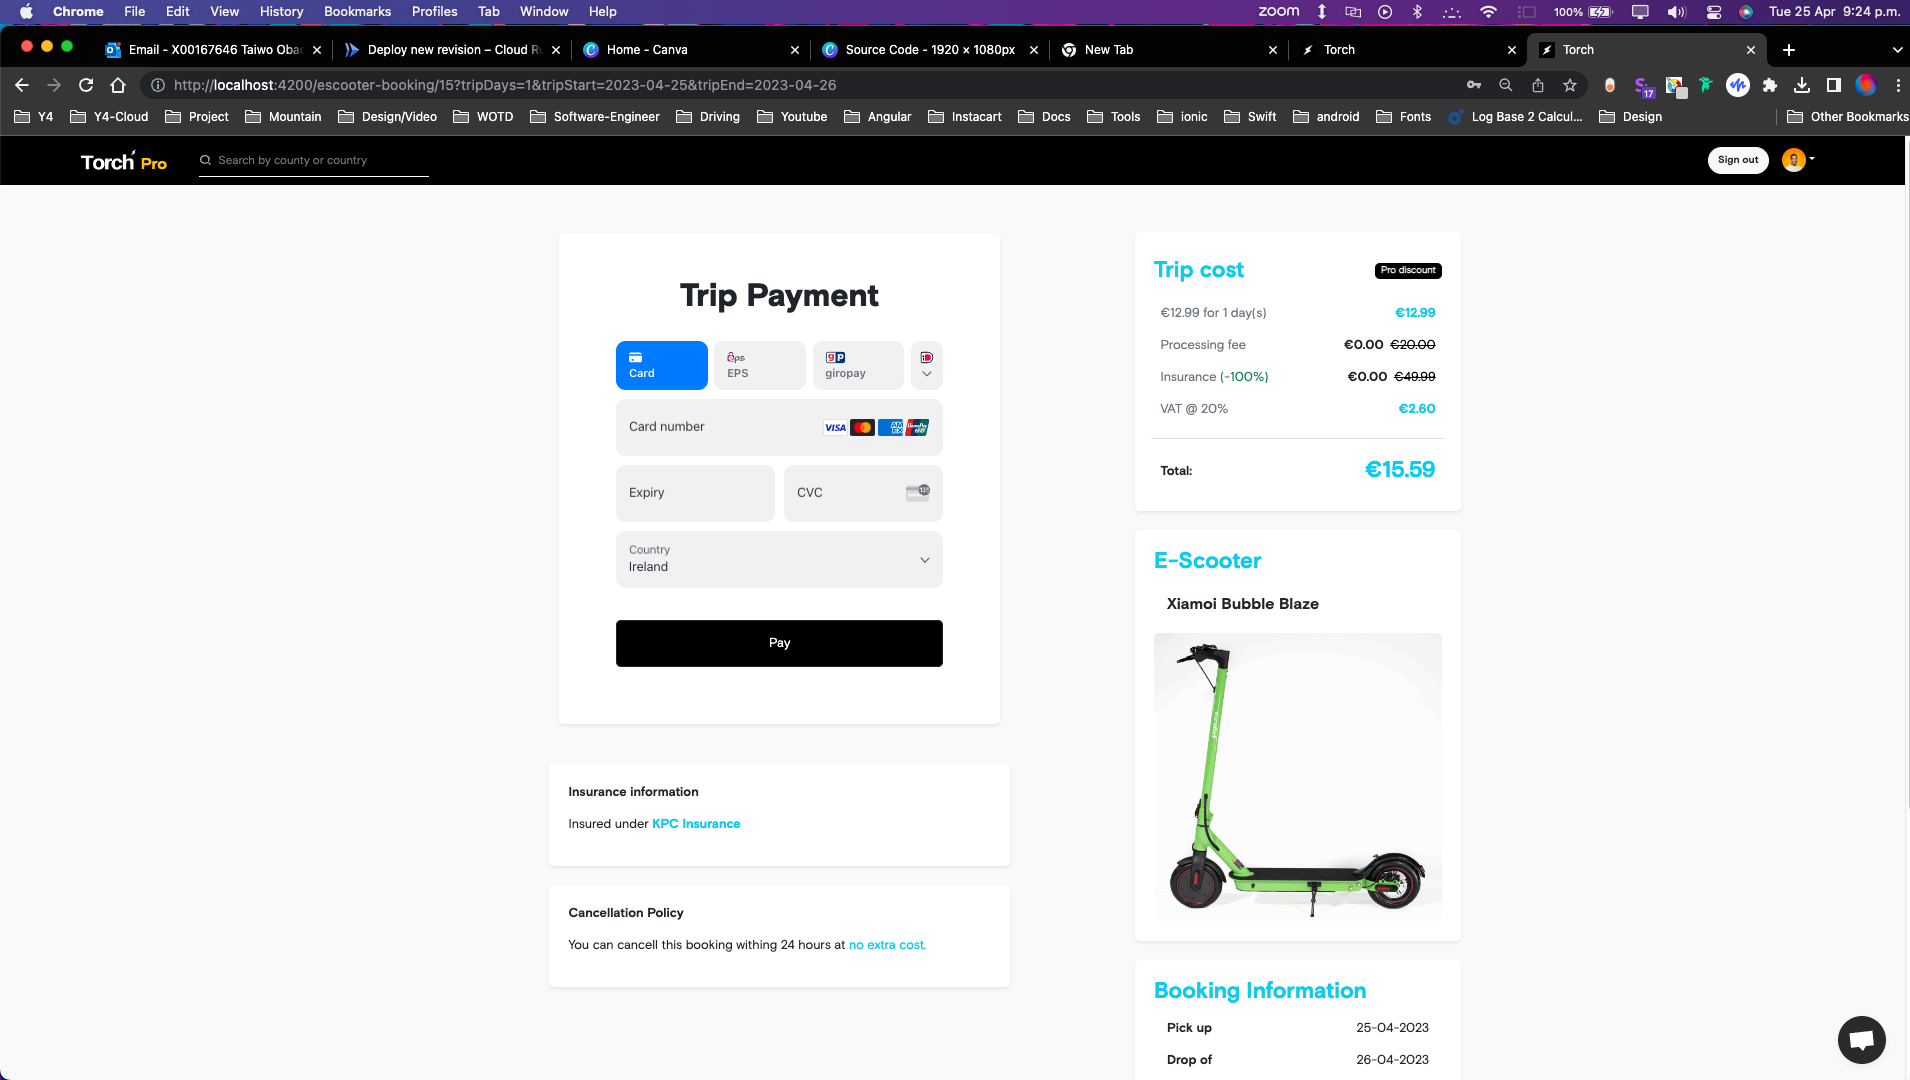 Chrome File Edit View History Bookmarks Profiles Tab Window Help zoom 100% Tue 25 Apr 9:24 p.m.
Email - X00167646 Taiwo Oba Deploy new revision – Cloud Ru Home - Canva Source Code - 1920 × 1080px New Tab Torch Torch
http://localhost:4200/escooter-booking/15?tripDays=1&tripStart=2023-04-25&tripEnd=2023-04-26 17
Y4 Y4-Cloud Project Mountain Design/Video WOTD Software-Engineer Driving Youtube Angular Instacart Docs Tools ionic Swift android Fonts Log Base 2 Calcul... Design Other Bookmarks
Torch Pro Search by county or country Sign out
Trip Payment
Card
eps
EPS
giropay
Card number VISA
Expiry CVC
Country
Ireland
Pay
Insurance information
Insured under KPC Insurance
Cancellation Policy
You can cancell this booking withing 24 hours at no extra cost.
Trip cost Pro discount
€12.99 for 1 day(s) €12.99
Processing fee €0.00 €20.00
Insurance (-100%) €0.00 €49.99
VAT @ 20% €2.60
Total: €15.59
E-Scooter
Xiamoi Bubble Blaze
Booking Information
Pick up 25-04-2023
Drop of 26-04-2023